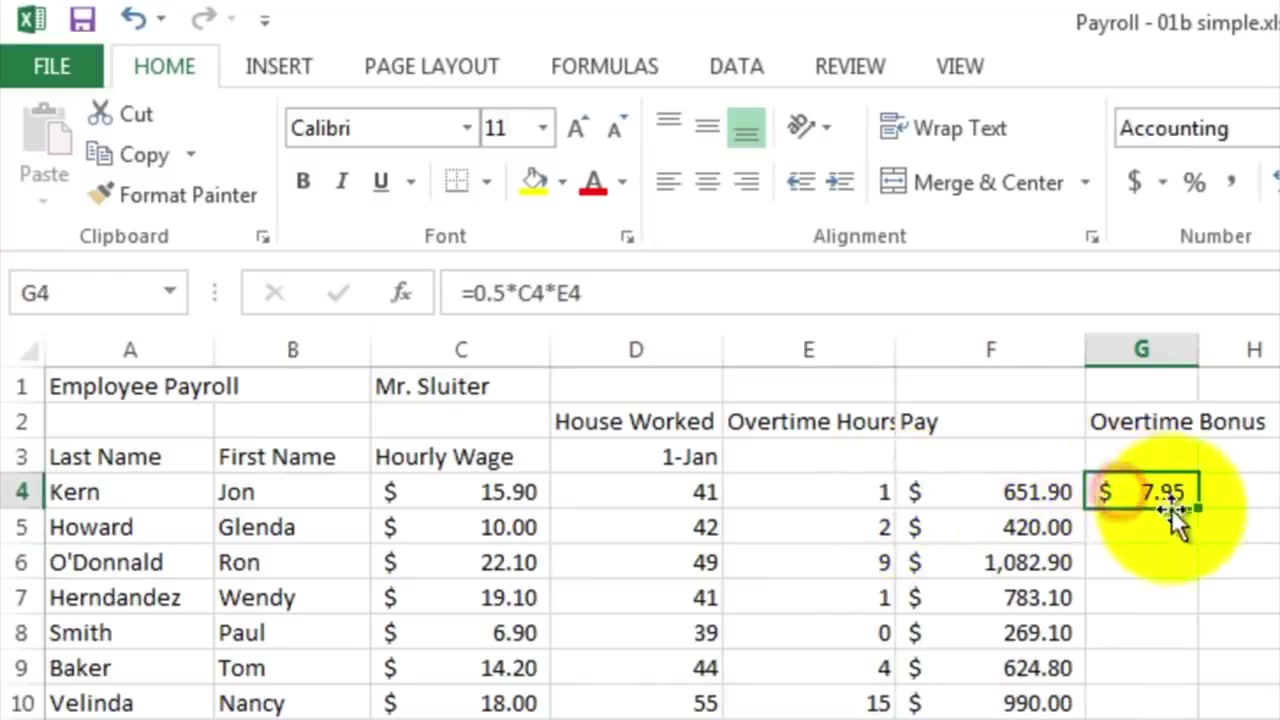 Payroll - 01b simple.xls
FILE HOME INSERT PAGE LAYOUT FORMULAS DATA REVIEW VIEW
Cut
Copy
Paste
Format Painter
Clipboard
Calibri 11
B I U A
Font
Wrap Text
Merge & Center
Alignment
Accounting
$ % ,
Number
G4 fx =0.5*C4*E4
A B C D E F G H
1 Employee Payroll Mr. Sluiter
2 House Worked Overtime Hours Pay Overtime Bonus
3 Last Name First Name Hourly Wage 1-Jan
4 Kern Jon $ 15.90 41 1 $ 651.90 $ 7.95
5 Howard Glenda $ 10.00 42 2 $ 420.00
6 O'Donnald Ron $ 22.10 49 9 $ 1,082.90
7 Herndandez Wendy $ 19.10 41 1 $ 783.10
8 Smith Paul $ 6.90 39 0 $ 269.10
9 Baker Tom $ 14.20 44 4 $ 624.80
10 Velinda Nancy $ 18.00 55 15 $ 990.00